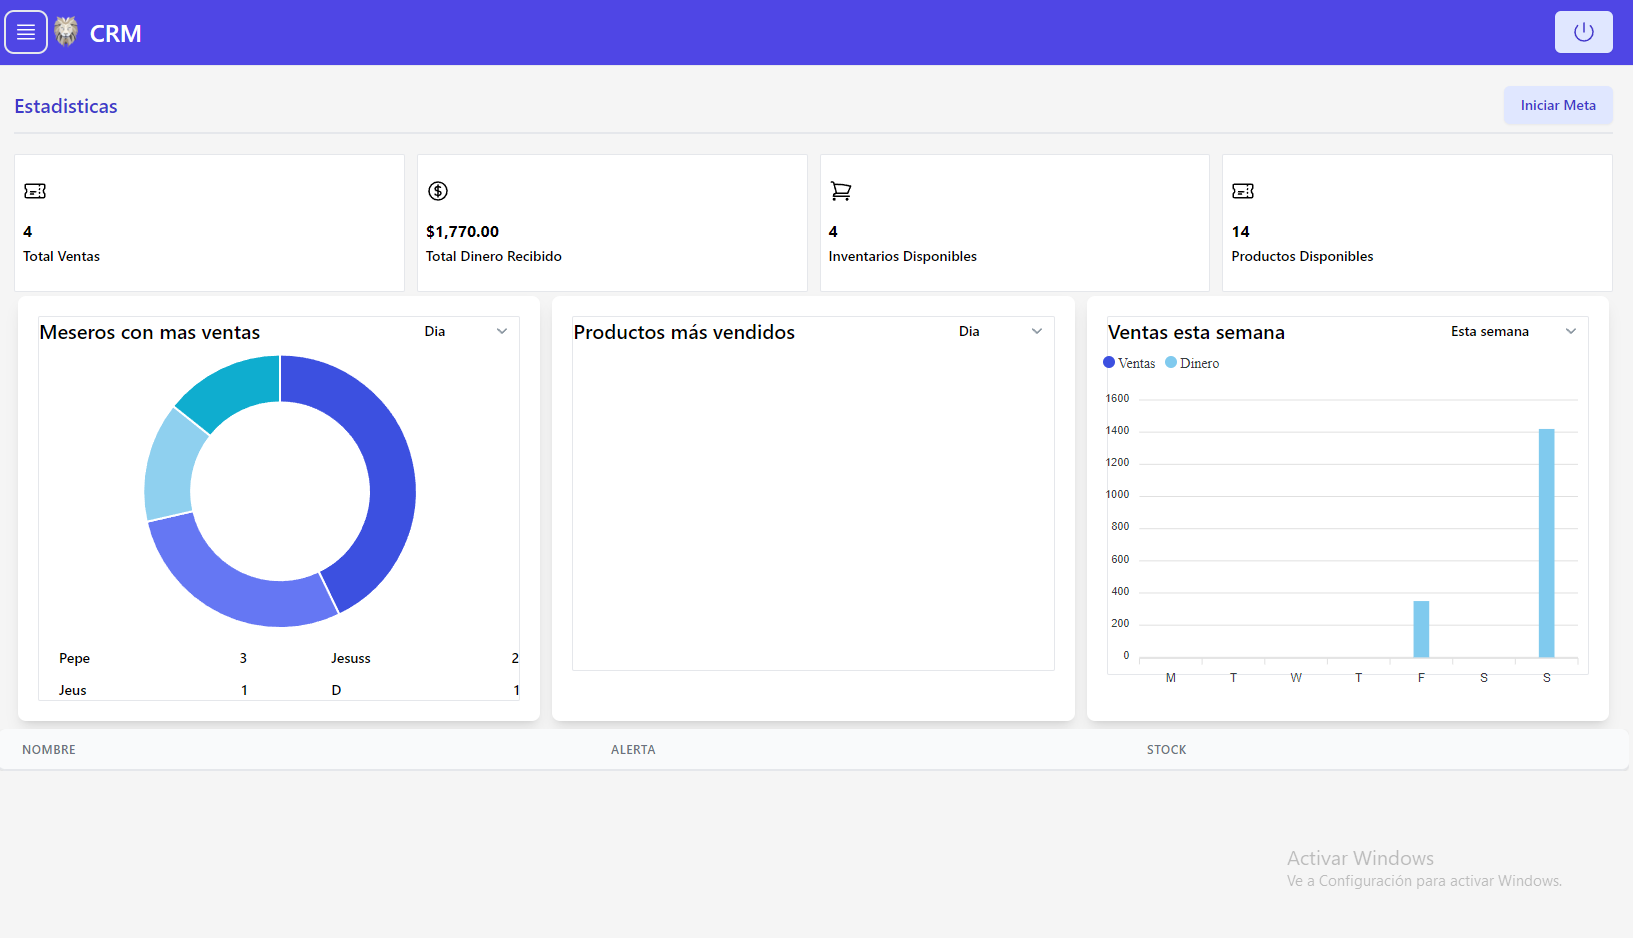 CRM
Estadisticas
Iniciar Meta
4
Total Ventas
$1,770.00
Total Dinero Recibido
4
Inventarios Disponibles
14
Productos Disponibles
Meseros con mas ventas
Dia
Pepe 3 Jesuss 2
Jeus 1 D 1
Productos más vendidos
Dia
Ventas esta semana
Esta semana
Ventas Dinero
1600
1400
1200
1000
800
600
400
200
0
M T W T F S S
NOMBRE ALERTA STOCK
Activar Windows
Ve a Configuración para activar Windows.